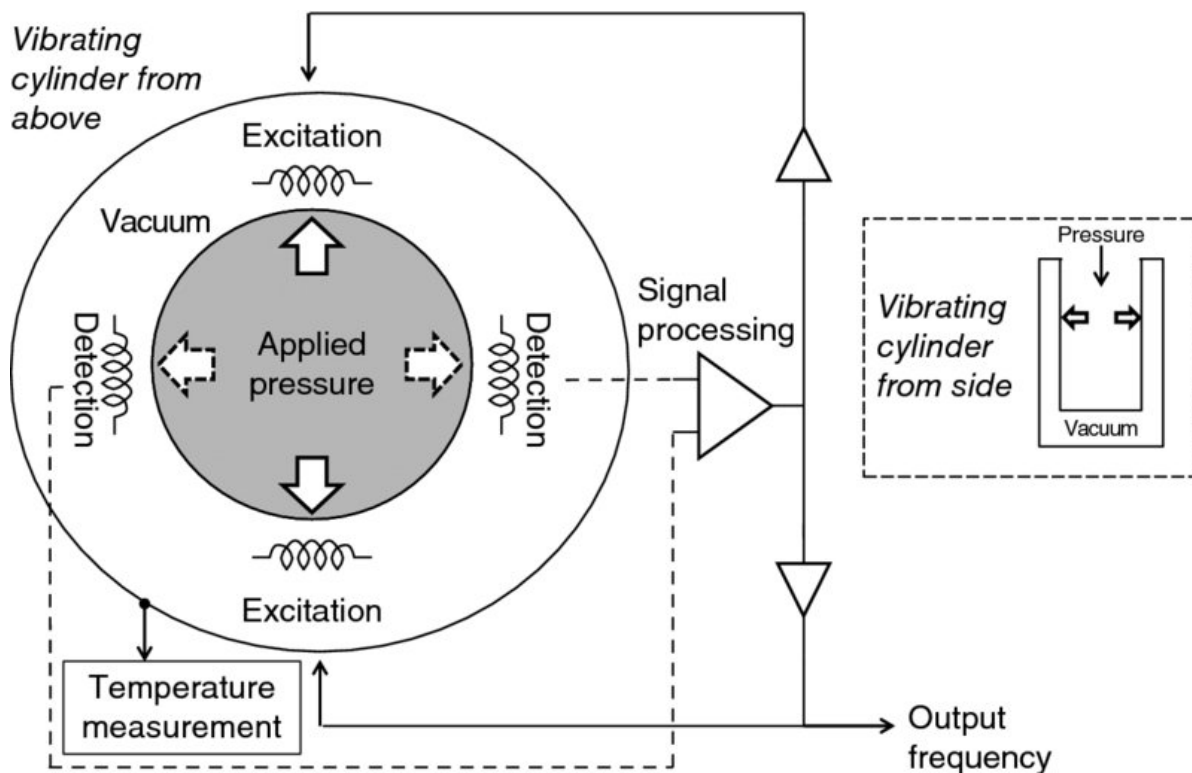 Vibrating
cylinder from
above
Excitation
Vacuum
Detection
Applied
pressure
Detection
Excitation
Temperature
measurement
Signal
processing
Output
frequency
Vibrating
cylinder
from side
Pressure
Vacuum